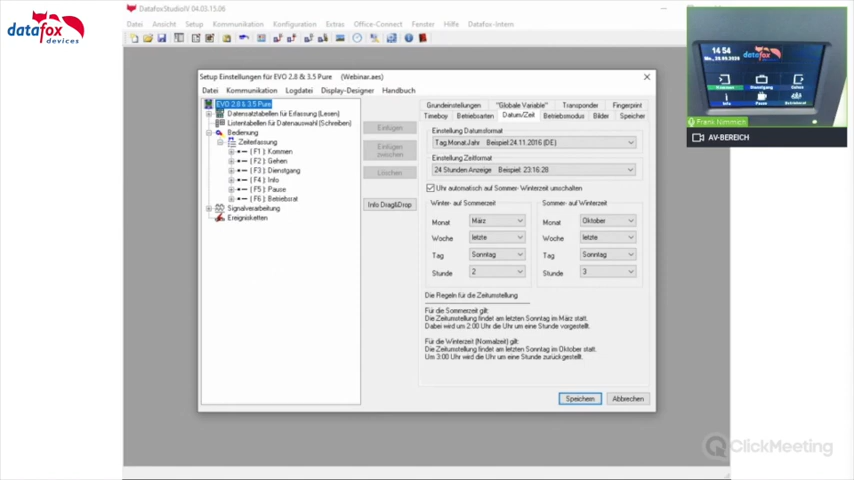 datafox
devices
DatafoxStudioIV 04.03.15.06
Datei Ansicht Setup Kommunikation Konfiguration Extras Office-Connect Fenster Hilfe Datafox-Intern
Setup Einstellungen für EVO 2.8 & 3.5 Pure (Webinar.aes)
Datei Kommunikation Logdatei Display-Designer Handbuch
EVO 2.8 & 3.5 Pure
Datensatztabellen für Erfassung (Lesen)
Listentabellen für Datenauswahl (Schreiben)
Bedienung
Zeiterfassung
[F1] Kommen
[F2] Gehen
[F3] Dienstgang
[F4] Info
[F5] Pause
[F6] Betriebsrat
Signalverarbeitung
Ereignisketten
Einfügen
Einfügen
zwischen
Löschen
Info Drag&Drop
Grundeinstellungen "Globale Variable" Transponder Fingerprint
Timeboy Betriebsarten Datum/Zeit Betriebsmodus Bilder Speicher
Einstellung Datumsformat
Tag.Monat.Jahr Beispiel 24.11.2016 (DE)
Einstellung Zeitformat
24 Stunden Anzeige Beispiel: 23:16:28
Uhr automatisch auf Sommer- Winterzeit umschalten
Winter- auf Sommerzeit
Monat März
Woche letzte
Tag Sonntag
Stunde 2
Sommer- auf Winterzeit
Monat Oktober
Woche letzte
Tag Sonntag
Stunde 3
Die Regeln für die Zeitumstellung
Für die Sommerzeit gilt:
Die Zeitumstellung findet am letzten Sonntag im März statt.
Dabei wird um 2:00 Uhr die Uhr um eine Stunde vorgestellt.
Für die Winterzeit (Normalzeit) gilt:
Die Zeitumstellung findet am letzten Sonntag im Oktober statt.
Um 3:00 Uhr wird die Uhr um eine Stunde zurückgestellt.
Speichern Abbrechen
14 54
datafox
Kommen Dienstgang Gehen
Info Pause Betriebsrat
Frank Nimmich
AV-BEREICH
ClickMeeting